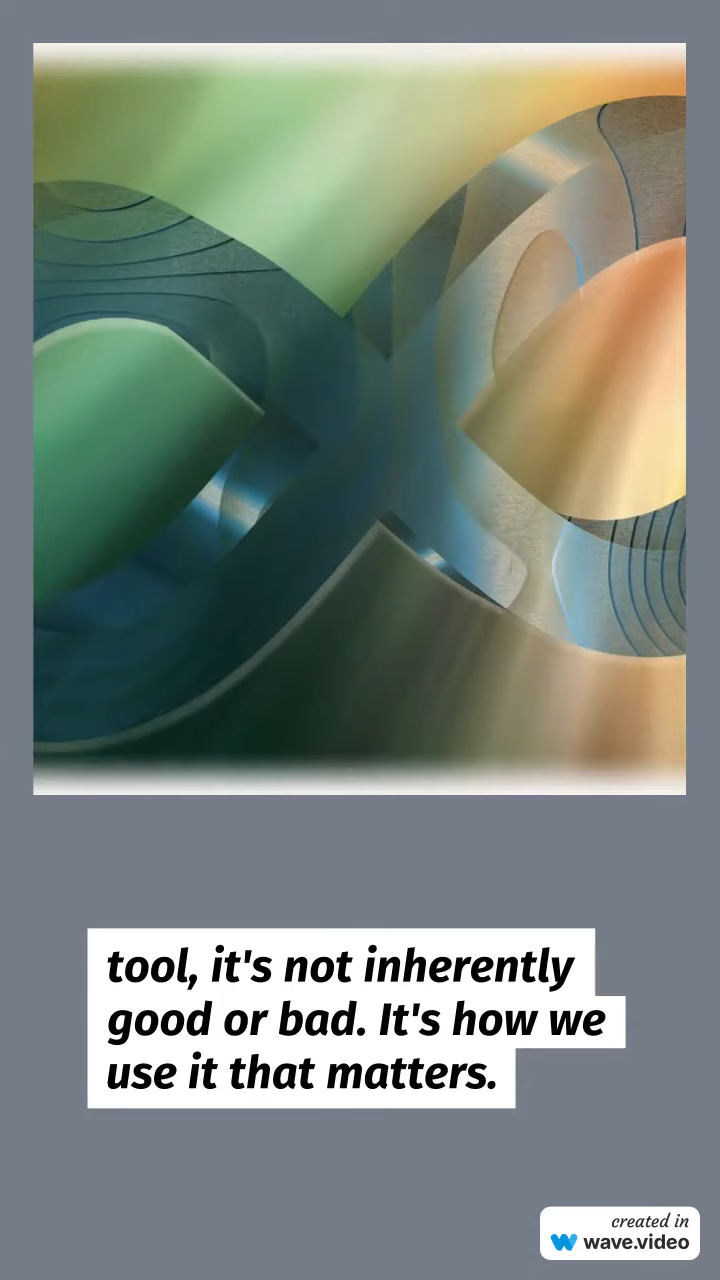 tool, it's not inherently
good or bad. It's how we
use it that matters.
created in
wave.video